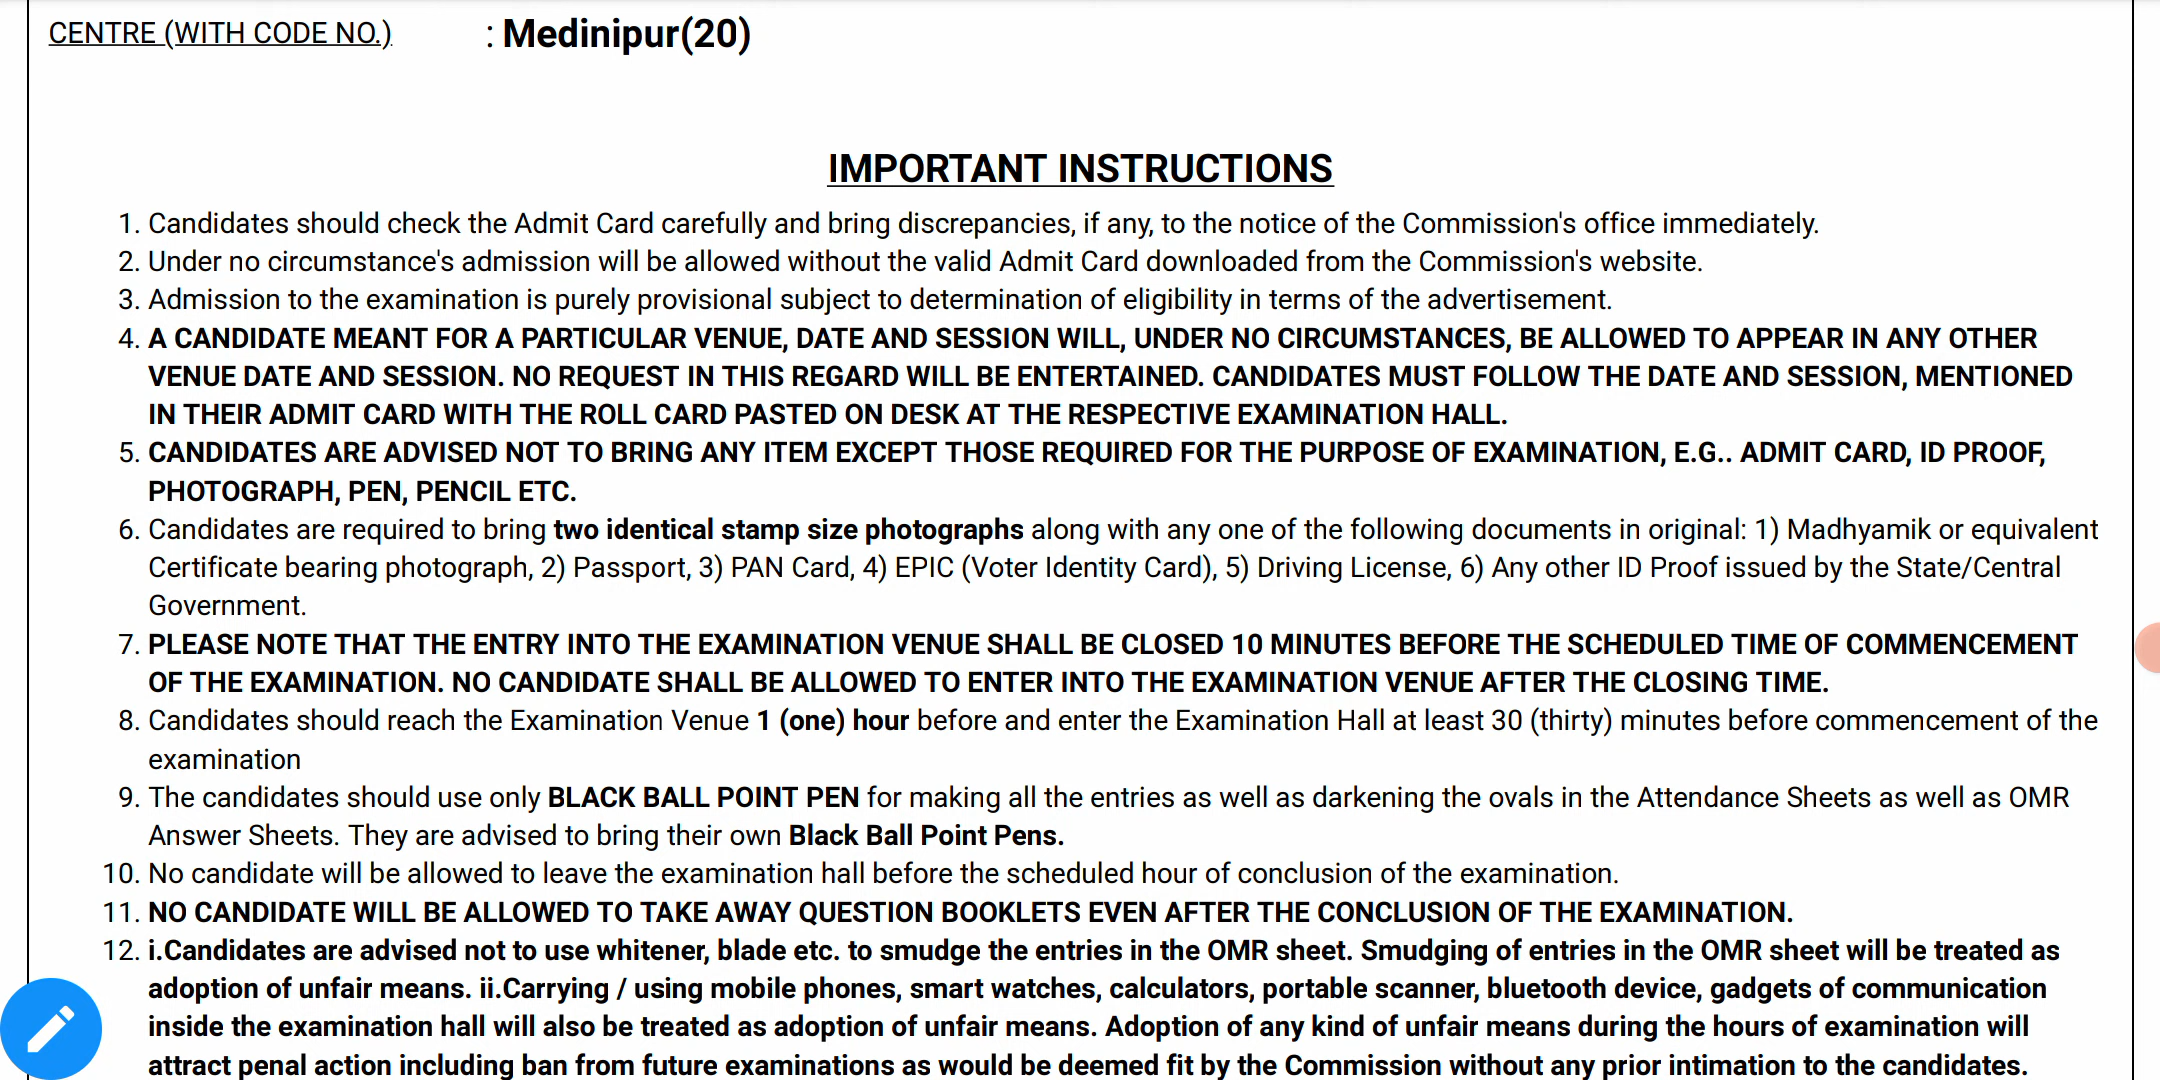 CENTRE (WITH CODE NO.) : Medinipur(20)
IMPORTANT INSTRUCTIONS
1. Candidates should check the Admit Card carefully and bring discrepancies, if any, to the notice of the Commission's office immediately.
2. Under no circumstance's admission will be allowed without the valid Admit Card downloaded from the Commission's website.
3. Admission to the examination is purely provisional subject to determination of eligibility in terms of the advertisement.
4. A CANDIDATE MEANT FOR A PARTICULAR VENUE, DATE AND SESSION WILL, UNDER NO CIRCUMSTANCES, BE ALLOWED TO APPEAR IN ANY OTHER
VENUE DATE AND SESSION. NO REQUEST IN THIS REGARD WILL BE ENTERTAINED. CANDIDATES MUST FOLLOW THE DATE AND SESSION, MENTIONED
IN THEIR ADMIT CARD WITH THE ROLL CARD PASTED ON DESK AT THE RESPECTIVE EXAMINATION HALL.
5. CANDIDATES ARE ADVISED NOT TO BRING ANY ITEM EXCEPT THOSE REQUIRED FOR THE PURPOSE OF EXAMINATION, E.G.. ADMIT CARD, ID PROOF,
PHOTOGRAPH, PEN, PENCIL ETC.
6. Candidates are required to bring two identical stamp size photographs along with any one of the following documents in original: 1) Madhyamik or equivalent
Certificate bearing photograph, 2) Passport, 3) PAN Card, 4) EPIC (Voter Identity Card), 5) Driving License, 6) Any other ID Proof issued by the State/Central
Government.
7. PLEASE NOTE THAT THE ENTRY INTO THE EXAMINATION VENUE SHALL BE CLOSED 10 MINUTES BEFORE THE SCHEDULED TIME OF COMMENCEMENT
OF THE EXAMINATION. NO CANDIDATE SHALL BE ALLOWED TO ENTER INTO THE EXAMINATION VENUE AFTER THE CLOSING TIME.
8. Candidates should reach the Examination Venue 1 (one) hour before and enter the Examination Hall at least 30 (thirty) minutes before commencement of the
examination
9. The candidates should use only BLACK BALL POINT PEN for making all the entries as well as darkening the ovals in the Attendance Sheets as well as OMR
Answer Sheets. They are advised to bring their own Black Ball Point Pens.
10. No candidate will be allowed to leave the examination hall before the scheduled hour of conclusion of the examination.
11. NO CANDIDATE WILL BE ALLOWED TO TAKE AWAY QUESTION BOOKLETS EVEN AFTER THE CONCLUSION OF THE EXAMINATION.
12. i.Candidates are advised not to use whitener, blade etc. to smudge the entries in the OMR sheet. Smudging of entries in the OMR sheet will be treated as
adoption of unfair means. ii.Carrying / using mobile phones, smart watches, calculators, portable scanner, bluetooth device, gadgets of communication
inside the examination hall will also be treated as adoption of unfair means. Adoption of any kind of unfair means during the hours of examination will
attract penal action including ban from future examinations as would be deemed fit by the Commission without any prior intimation to the candidates.